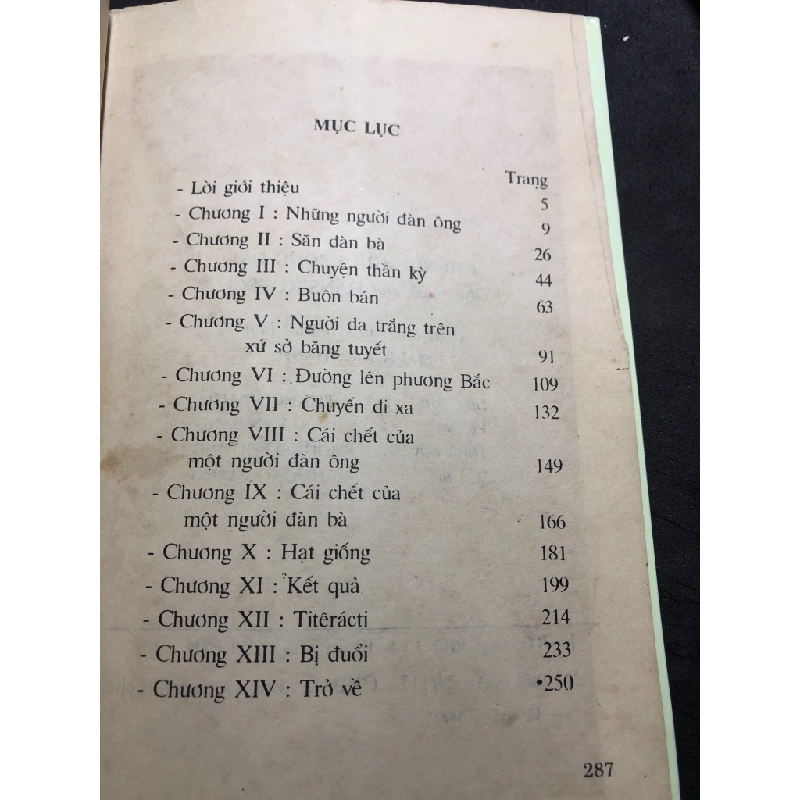 MỤC LỤC
Trang
- Lời giới thiệu 5
- Chương I : Những người đàn ông 9
- Chương II : Săn đàn bà 26
- Chương III : Chuyện thần kỳ 44
- Chương IV : Buôn bán 63
- Chương V : Người da trắng trên
xứ sở băng tuyết 91
- Chương VI : Đường lên phương Bắc 109
- Chương VII : Chuyến đi xa 132
- Chương VIII : Cái chết của
một người đàn ông 149
- Chương IX : Cái chết của
một người đàn bà 166
- Chương X : Hạt giống 181
- Chương XI : Kết quả 199
- Chương XII : Titêrácti 214
- Chương XIII : Bị đuổi 233
- Chương XIV : Trở về 250
287